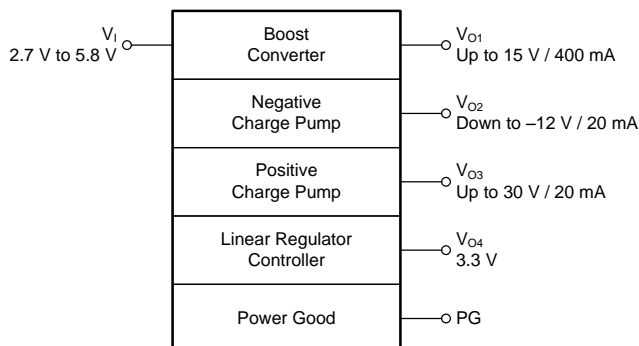 V_I
2.7 V to 5.8 V
Boost
Converter
V_O1
Up to 15 V / 400 mA
Negative
Charge Pump
V_O2
Down to –12 V / 20 mA
Positive
Charge Pump
V_O3
Up to 30 V / 20 mA
Linear Regulator
Controller
V_O4
3.3 V
Power Good
PG